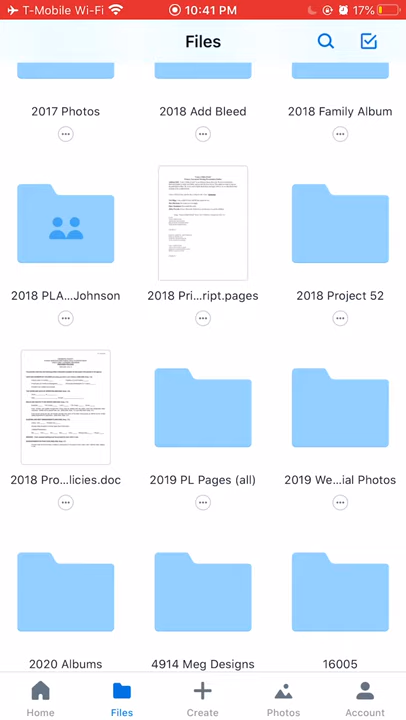 T-Mobile Wi-Fi 10:41 PM 17%
Files
2017 Photos 2018 Add Bleed 2018 Family Album
2018 PLA...Johnson 2018 Pri...ript.pages 2018 Project 52
2018 Pro...licies.doc 2019 PL Pages (all) 2019 We...ial Photos
2020 Albums 4914 Meg Designs 16005
Home Files Create Photos Account